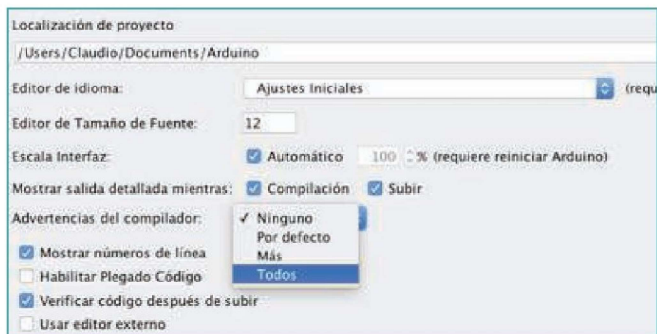 Localización de proyecto
/Users/Claudio/Documents/Arduino
Editor de idioma: Ajustes Iniciales (requ
Editor de Tamaño de Fuente: 12
Escala Interfaz: Automático 100 % (requiere reiniciar Arduino)
Mostrar salida detallada mientras: Compilación Subir
Advertencias del compilador: ✓ Ninguno
Por defecto
Más
Todos
Mostrar números de línea
Habilitar Plegado Código
Verificar código después de subir
Usar editor externo